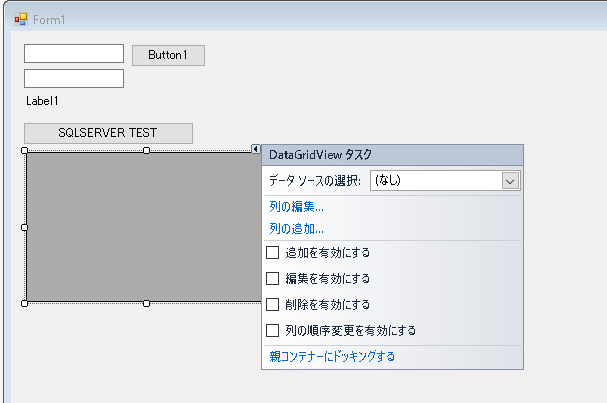 Form1
Button1
Label1
SQLSERVER TEST
DataGridView タスク
データ ソースの選択: (なし)
列の編集...
列の追加...
追加を有効にする
編集を有効にする
削除を有効にする
列の順序変更を有効にする
親コンテナーにドッキングする